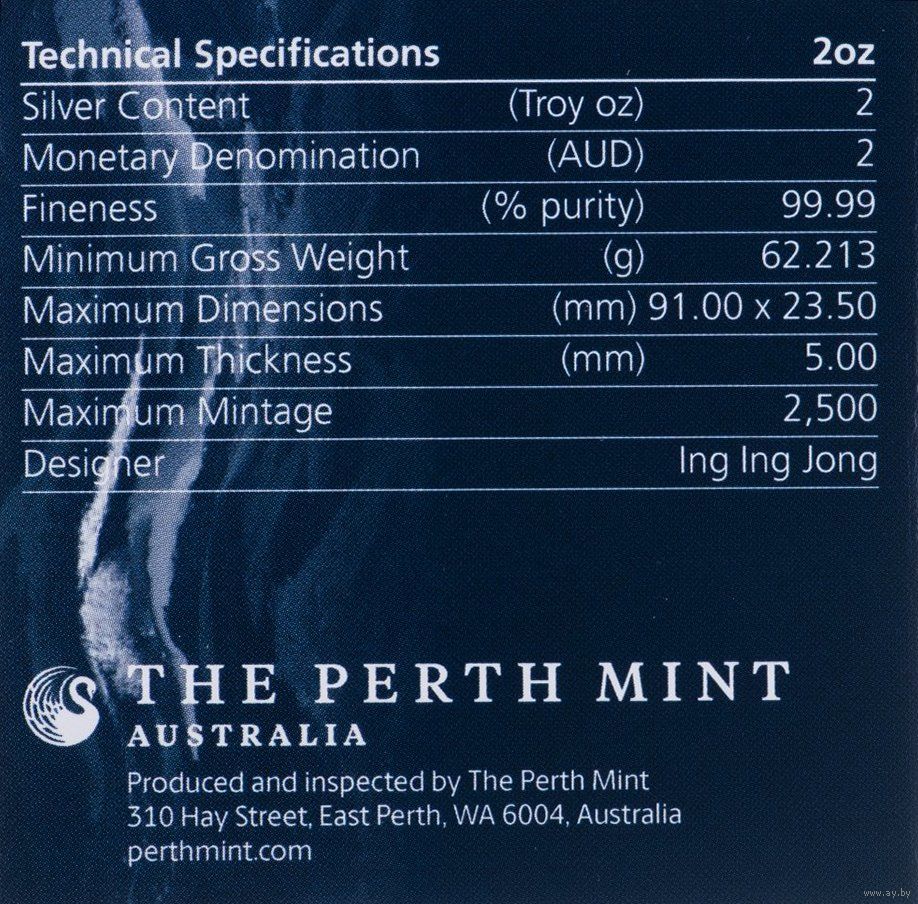 Technical Specifications 2oz
Silver Content (Troy oz) 2
Monetary Denomination (AUD) 2
Fineness (% purity) 99.99
Minimum Gross Weight (g) 62.213
Maximum Dimensions (mm) 91.00 x 23.50
Maximum Thickness (mm) 5.00
Maximum Mintage 2,500
Designer Ing Ing Jong
THE PERTH MINT
AUSTRALIA
Produced and inspected by The Perth Mint
310 Hay Street, East Perth, WA 6004, Australia
perthmint.com
www.ay.by